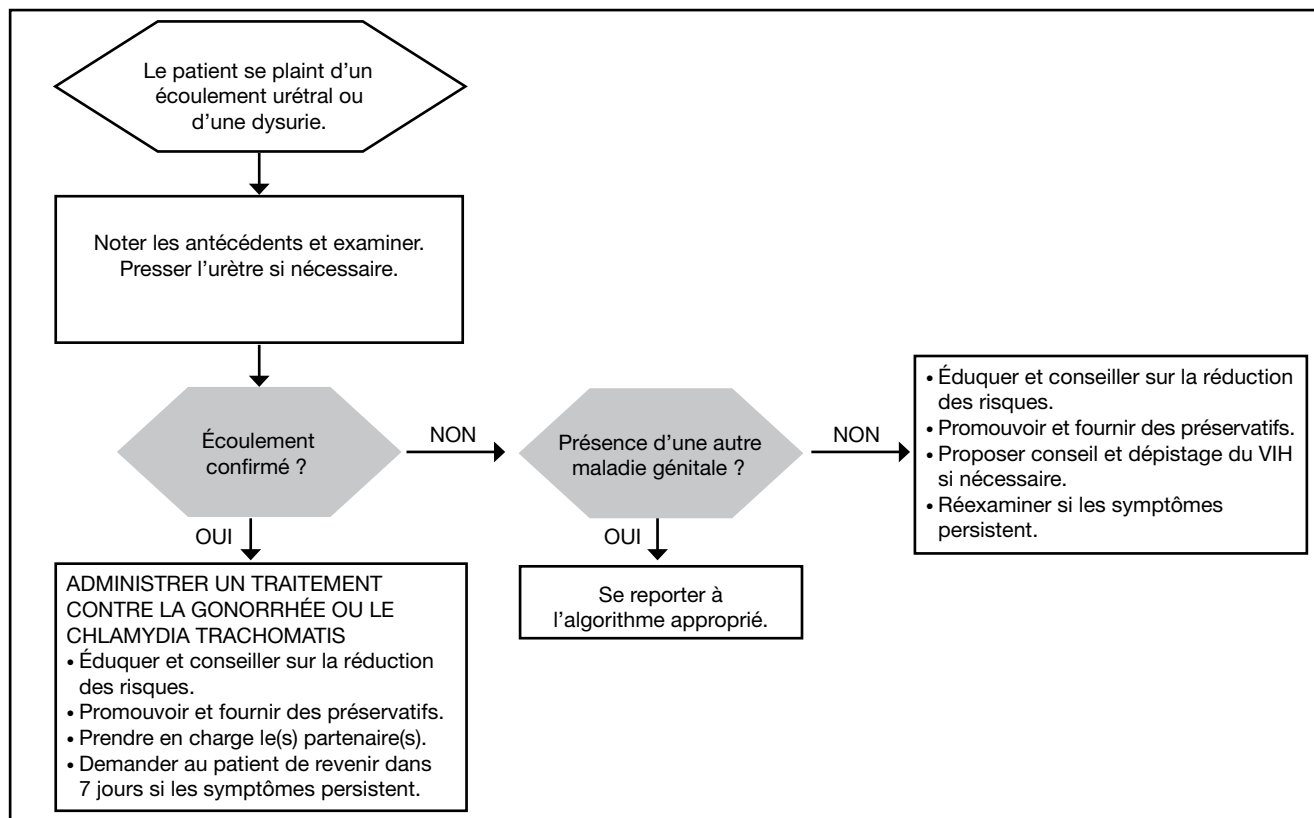 Le patient se plaint d’un
écoulement urétral ou
d’une dysurie.
Noter les antécédents et examiner.
Presser l’urètre si nécessaire.
Écoulement
confirmé ?
NON
Présence d’une autre
maladie génitale ?
NON
• Éduquer et conseiller sur la réduction
des risques.
• Promouvoir et fournir des préservatifs.
• Proposer conseil et dépistage du VIH
si nécessaire.
• Réexaminer si les symptômes
persistent.
OUI
OUI
ADMINISTRER UN TRAITEMENT
CONTRE LA GONORRHÉE OU LE
CHLAMYDIA TRACHOMATIS
• Éduquer et conseiller sur la réduction
des risques.
• Promouvoir et fournir des préservatifs.
• Prendre en charge le(s) partenaire(s).
• Demander au patient de revenir dans
7 jours si les symptômes persistent.
Se reporter à
l’algorithme approprié.